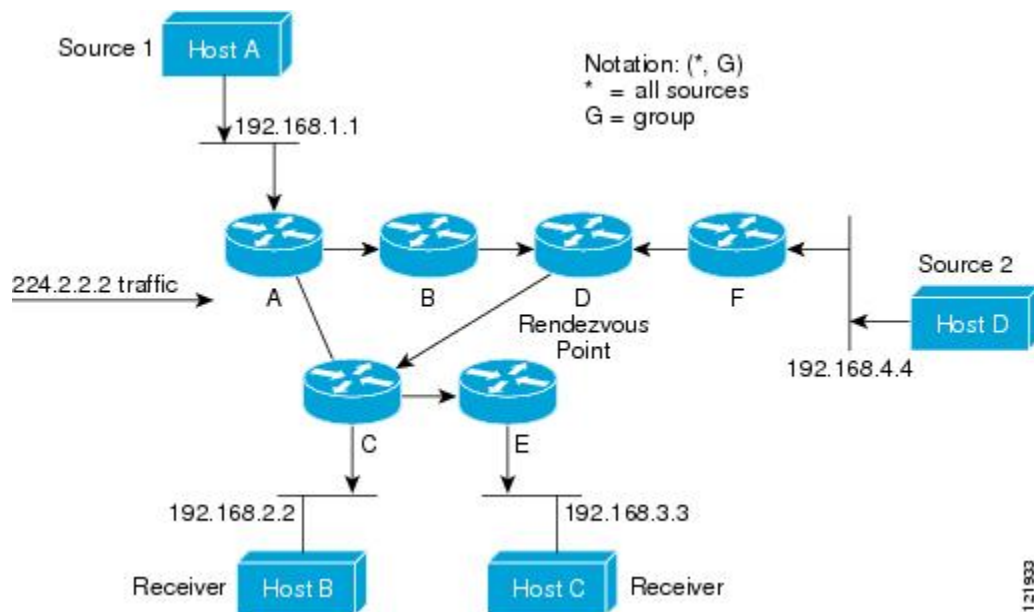 Source 1
Host A
Notation: (*, G)
* = all sources
G = group
192.168.1.1
224.2.2.2 traffic
A
B
D
F
Rendezvous
Point
Source 2
Host D
192.168.4.4
C
E
192.168.2.2
192.168.3.3
Receiver
Host B
Host C
Receiver
121933